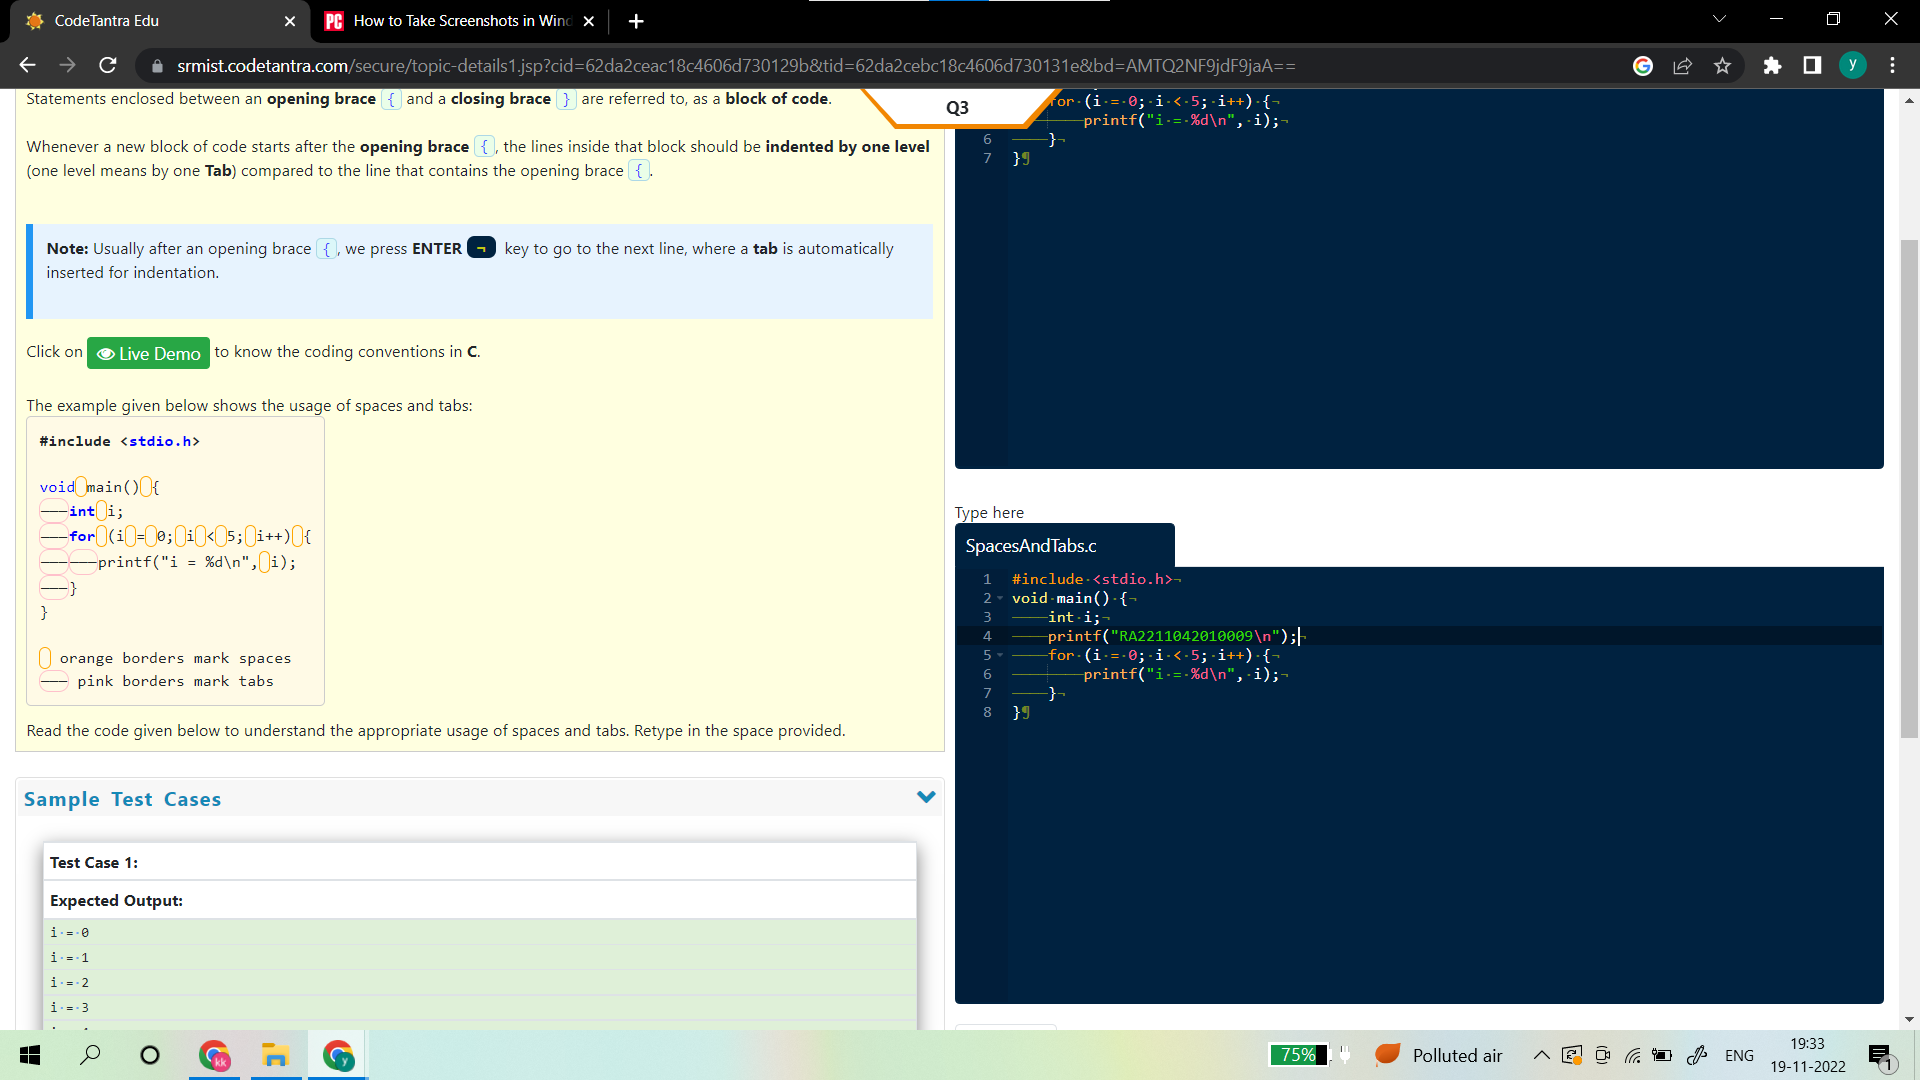 CodeTantra Edu
How to Take Screenshots in Wind
srmist.codetantra.com/secure/topic-details1.jsp?cid=62da2ceac18c4606d730129b&tid=62da2cebc18c4606d730131e&bd=AMTQ2NF9jdF9jaA==
y
Q3
Statements enclosed between an opening brace { and a closing brace } are referred to, as a block of code.
Whenever a new block of code starts after the opening brace {, the lines inside that block should be indented by one level
(one level means by one Tab) compared to the line that contains the opening brace {.
Note: Usually after an opening brace {, we press ENTER ¬ key to go to the next line, where a tab is automatically
inserted for indentation.
Click on Live Demo to know the coding conventions in C.
The example given below shows the usage of spaces and tabs:
#include <stdio.h>
void main() {
int i;
for (i = 0; i < 5; i++) {
printf("i = %d\n", i);
}
}
orange borders mark spaces
pink borders mark tabs
Read the code given below to understand the appropriate usage of spaces and tabs. Retype in the space provided.
Sample Test Cases
Test Case 1:
Expected Output:
i·=·0
i·=·1
i·=·2
i·=·3
for·(i·=·0;·i·<·5;·i++)·{¬
printf("i·=·%d\n",·i);¬
6 }¬
7 }¶
Type here
SpacesAndTabs.c
1 #include·<stdio.h>¬
2 void·main()·{¬
3 int·i;¬
4 printf("RA2211042010009\n");¬
5 for·(i·=·0;·i·<·5;·i++)·{¬
6 printf("i·=·%d\n",·i);¬
7 }¬
8 }¶
kk
y
75%
Polluted air
ENG
19:33
19-11-2022
1